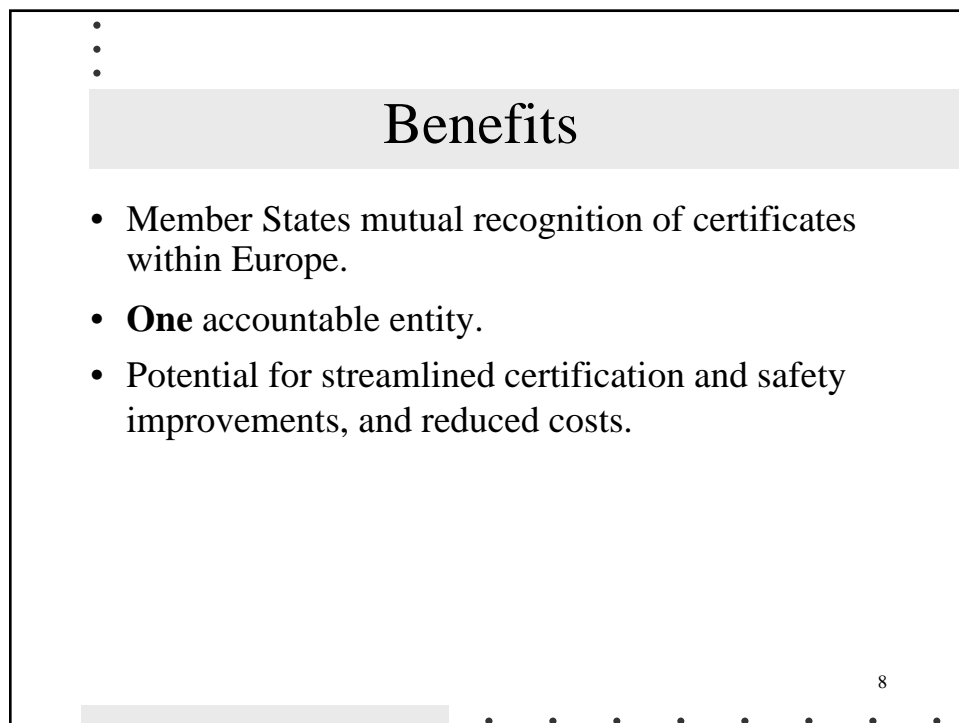 Benefits
• Member States mutual recognition of certificates
within Europe.
• One accountable entity.
• Potential for streamlined certification and safety
improvements, and reduced costs.
8